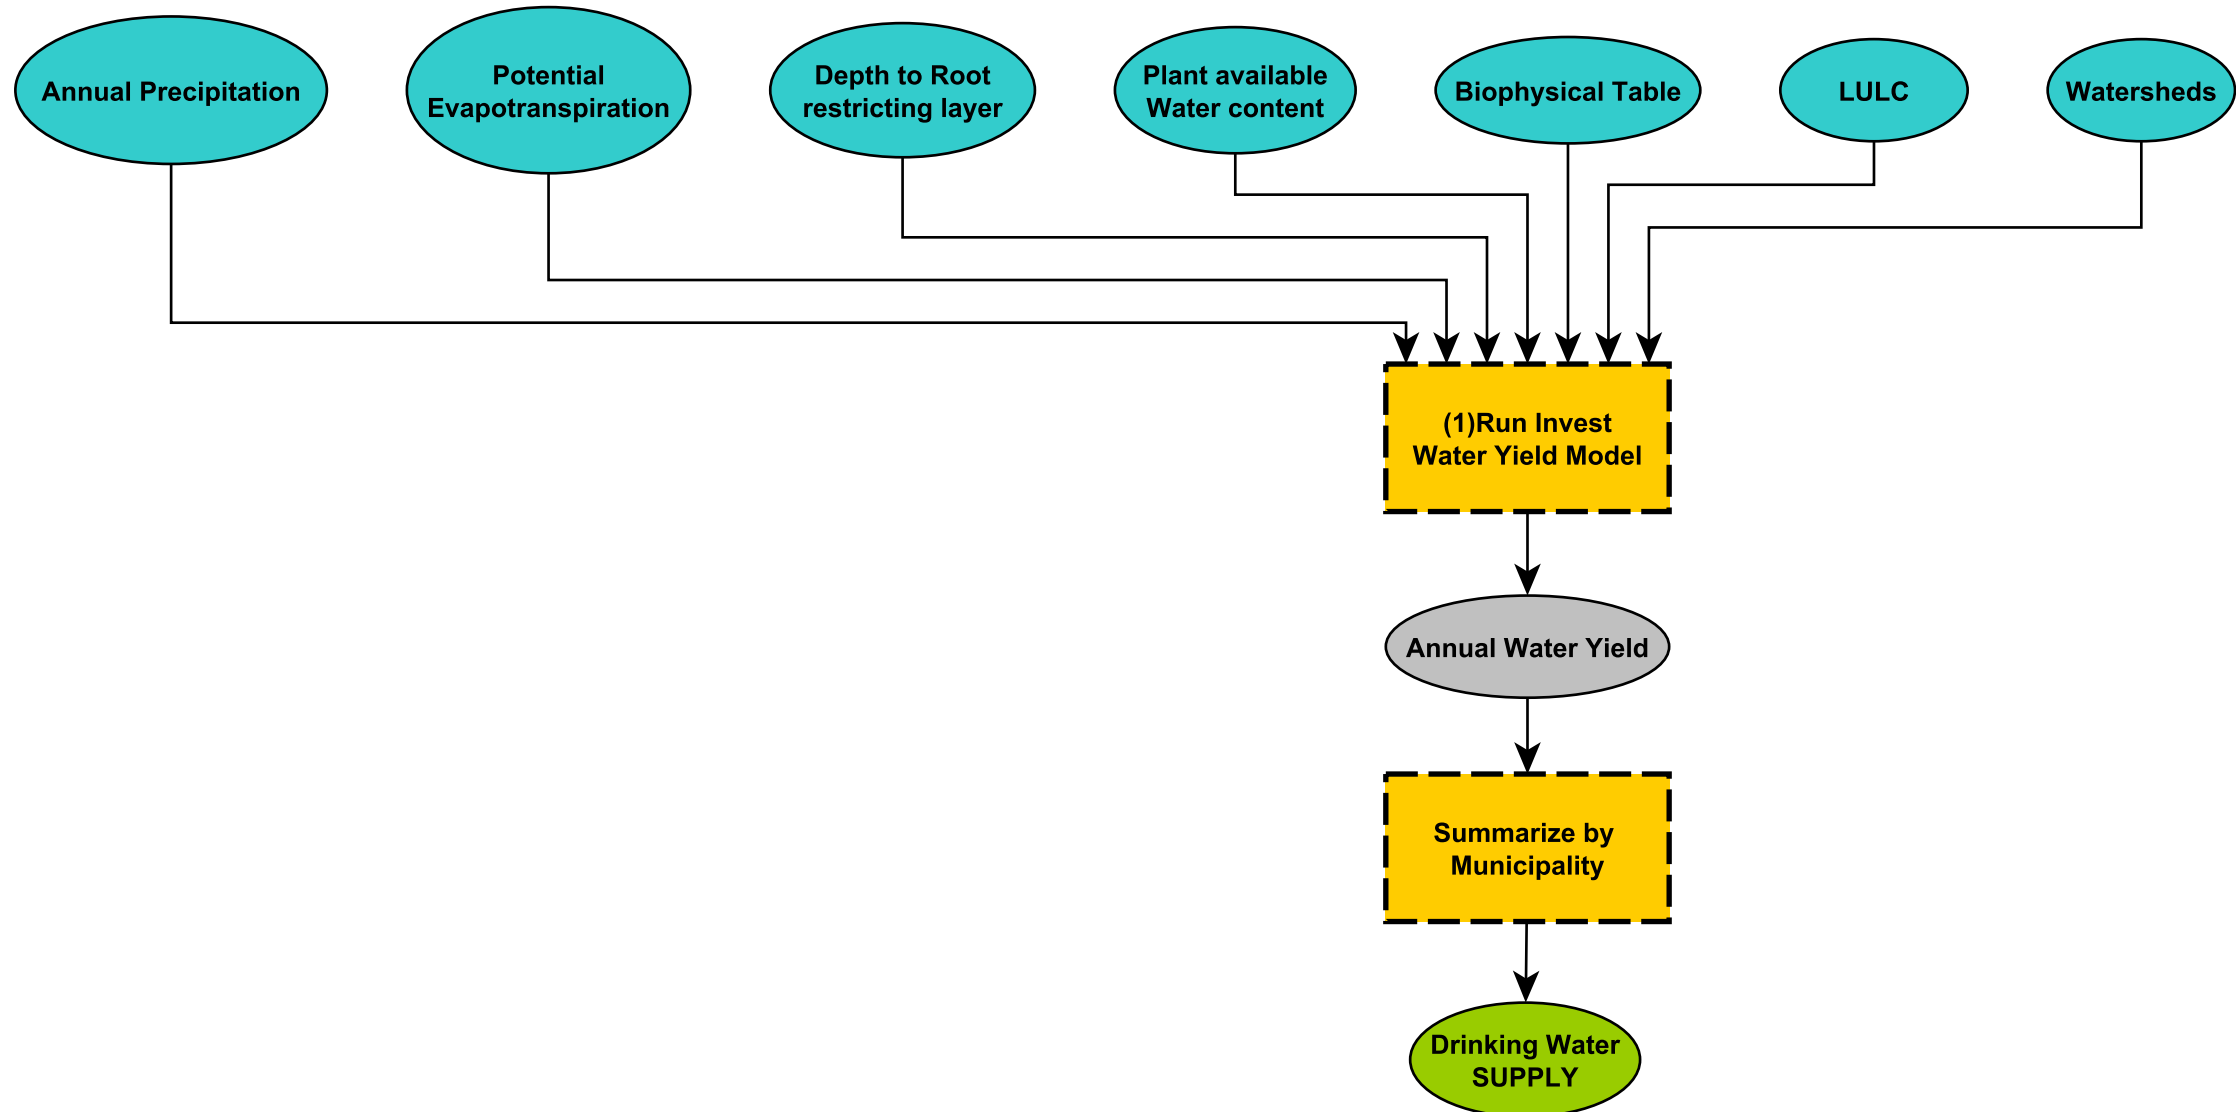 Annual Precipitation
Potential
Evapotranspiration
Depth to Root
restricting layer
Plant available
Water content
Biophysical Table
LULC
Watersheds
(1)Run Invest
Water Yield Model
Annual Water Yield
Summarize by
Municipality
Drinking Water
SUPPLY